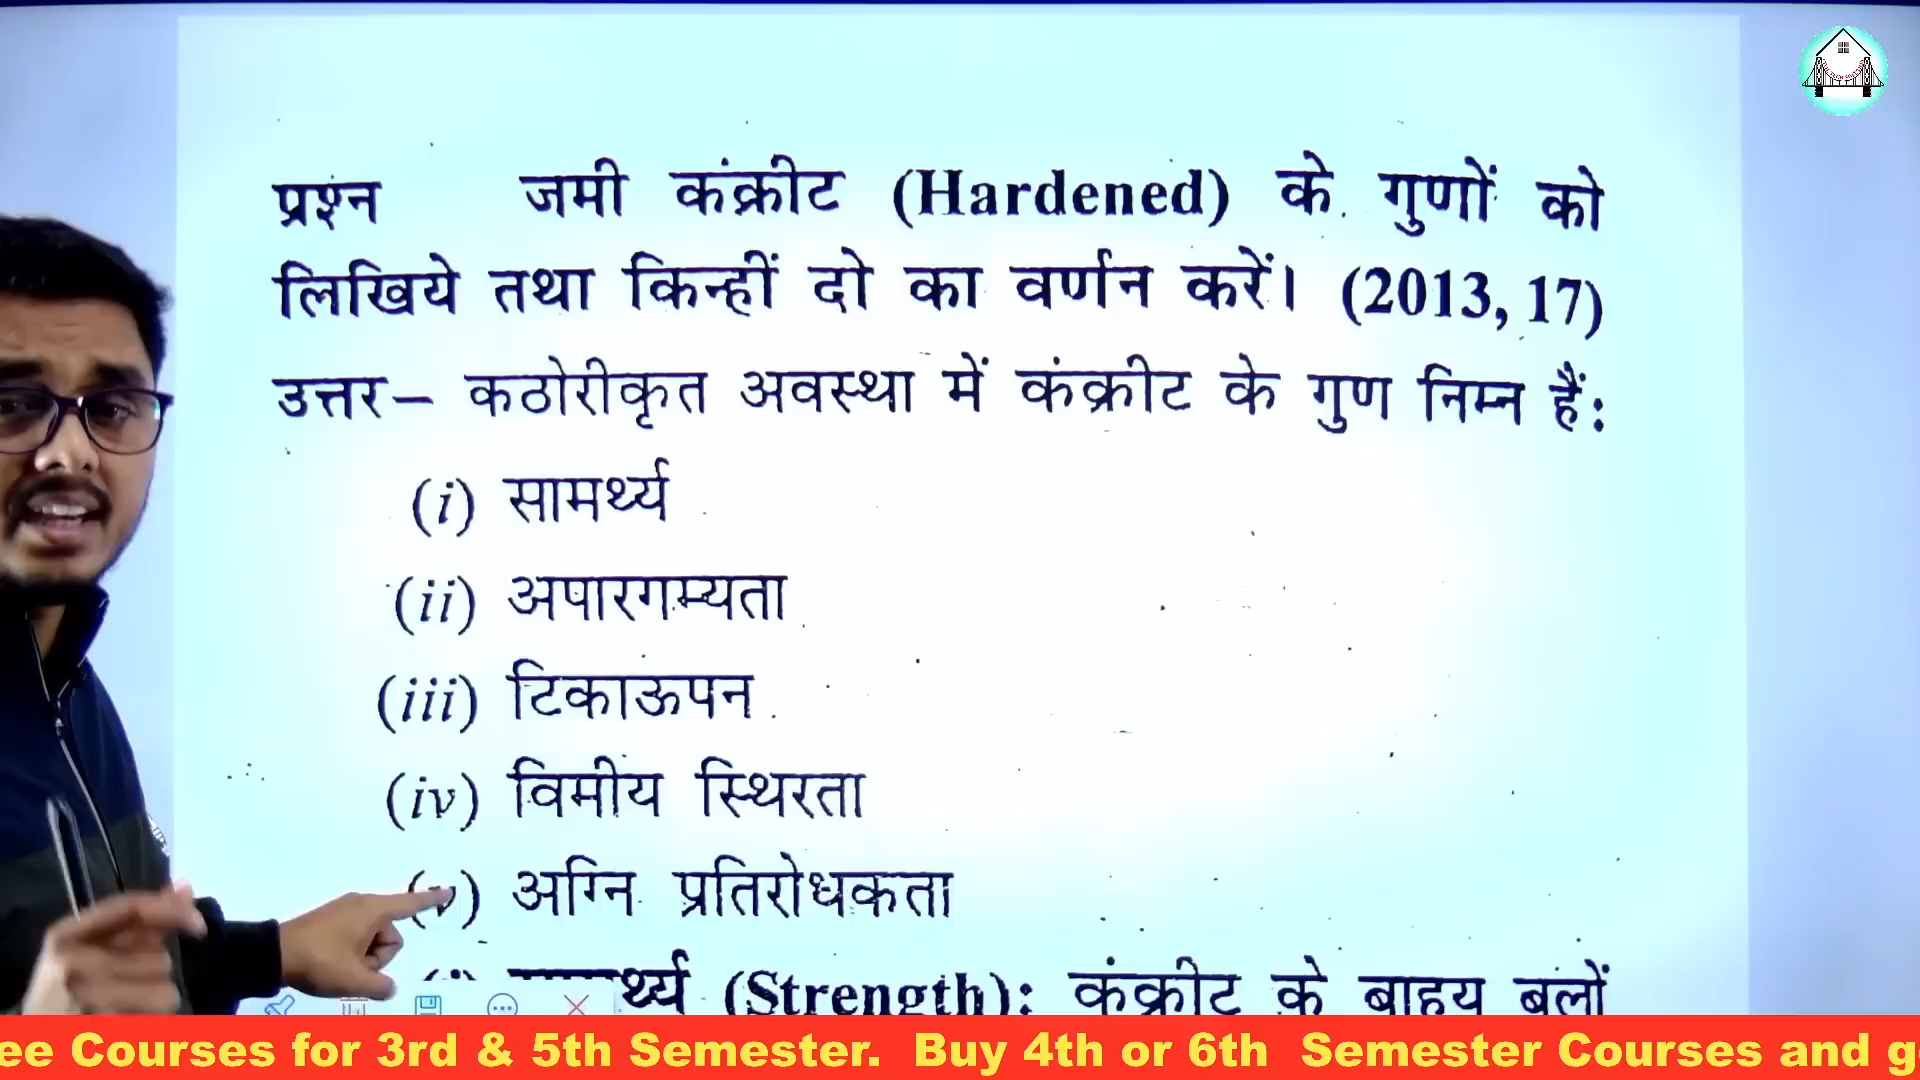 प्रश्न जमी कंक्रीट (Hardened) के गुणों को
लिखिये तथा किन्हीं दो का वर्णन करें। (2013, 17)
उत्तर– कठोरीकृत अवस्था में कंक्रीट के गुण निम्न हैं:
(i) सामर्थ्य
(ii) अपारगम्यता
(iii) टिकाऊपन
(iv) विमीय स्थिरता
(v) अग्नि प्रतिरोधकता
(Strength): कंक्रीट के बाह्य बलों
Courses for 3rd & 5th Semester. Buy 4th or 6th Semester Courses and